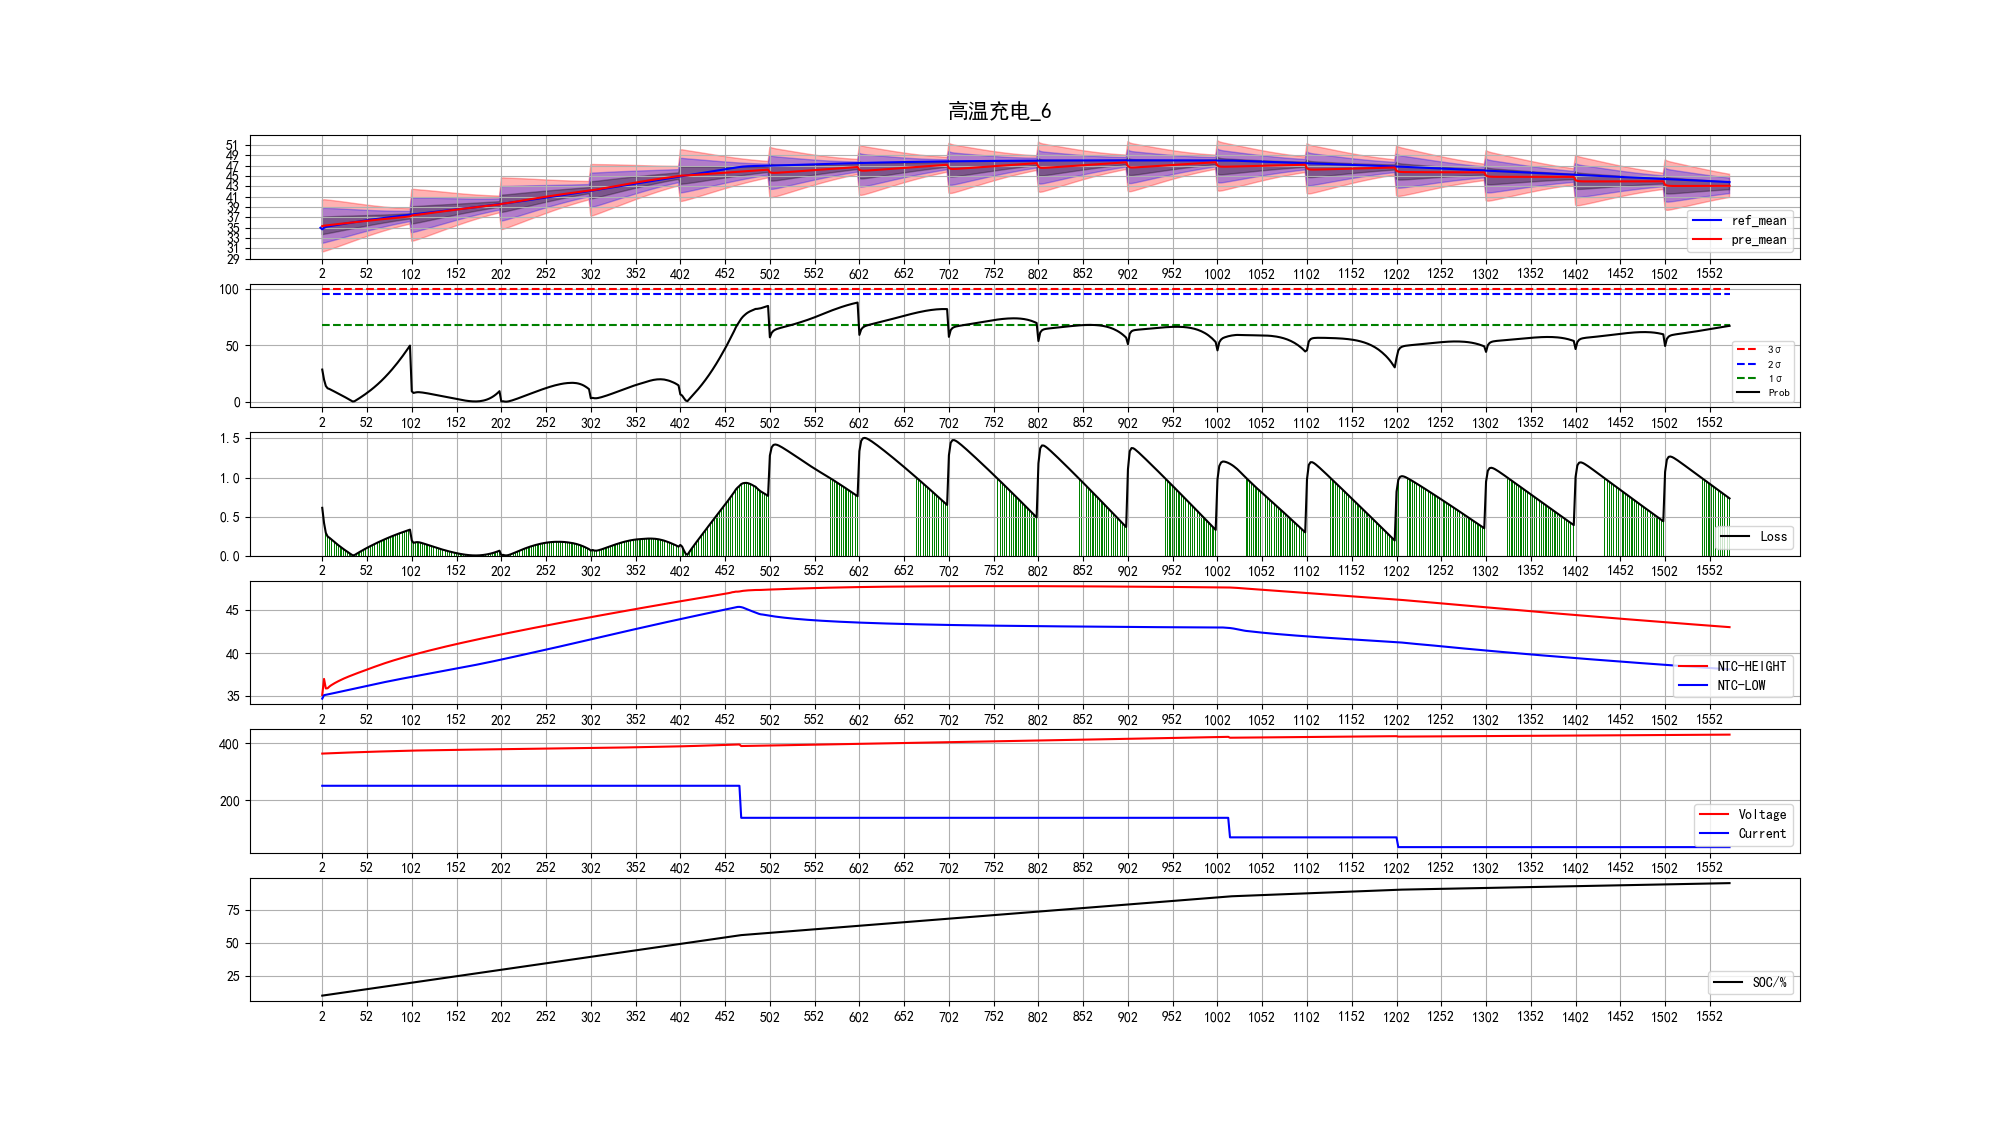 高温充电_6
51
49
47
45
43
41
39
37
35
33
31
29
ref_mean
pre_mean
2 52 102 152 202 252 302 352 402 452 502 552 602 652 702 752 802 852 902 952 1002 1052 1102 1152 1202 1252 1302 1352 1402 1452 1502 1552
100
50
0
3σ
2σ
1σ
Prob
2 52 102 152 202 252 302 352 402 452 502 552 602 652 702 752 802 852 902 952 1002 1052 1102 1152 1202 1252 1302 1352 1402 1452 1502 1552
1.5
1.0
0.5
0.0
Loss
2 52 102 152 202 252 302 352 402 452 502 552 602 652 702 752 802 852 902 952 1002 1052 1102 1152 1202 1252 1302 1352 1402 1452 1502 1552
45
40
35
NTC-HEIGHT
NTC-LOW
2 52 102 152 202 252 302 352 402 452 502 552 602 652 702 752 802 852 902 952 1002 1052 1102 1152 1202 1252 1302 1352 1402 1452 1502 1552
400
200
Voltage
Current
2 52 102 152 202 252 302 352 402 452 502 552 602 652 702 752 802 852 902 952 1002 1052 1102 1152 1202 1252 1302 1352 1402 1452 1502 1552
75
50
25
SOC/%
2 52 102 152 202 252 302 352 402 452 502 552 602 652 702 752 802 852 902 952 1002 1052 1102 1152 1202 1252 1302 1352 1402 1452 1502 1552